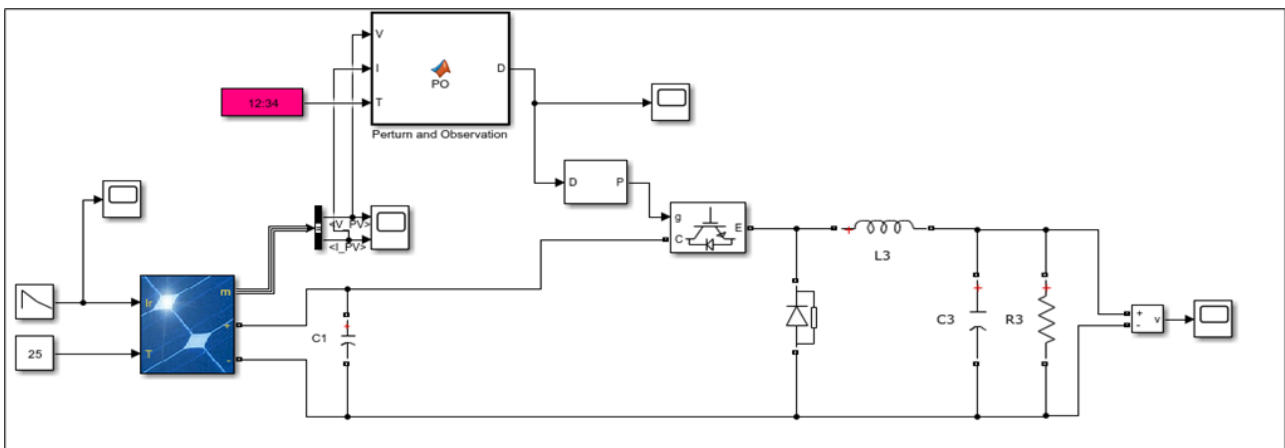 V
I
D
PO
T
12:34
Perturn and Observation
D
P
g
C
E
<V_PV>
<I_PV>
L3
Ir
m
+
T
-
25
C1
C3
R3
+
-
v